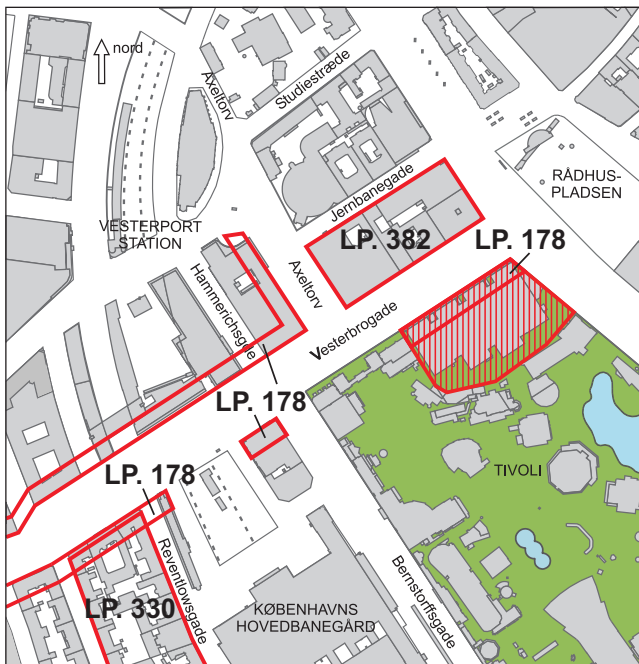 nord
Axeltorv
Studiestræde
RÅDHUS-
PLADSEN
Jernbanegade
VESTERPORT
STATION
LP. 382
LP. 178
Hammerichsgde
Axeltorv
Vesterbrogade
LP. 178
TIVOLI
LP. 178
Reventlowsgade
Bernstorffsgade
LP. 330
KØBENHAVNS
HOVEDBANEGÅRD